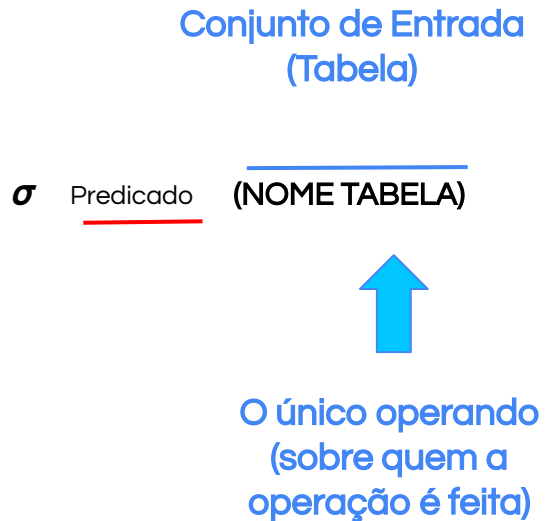 Conjunto de Entrada
(Tabela)
σ Predicado (NOME TABELA)
O único operando
(sobre quem a
operação é feita)